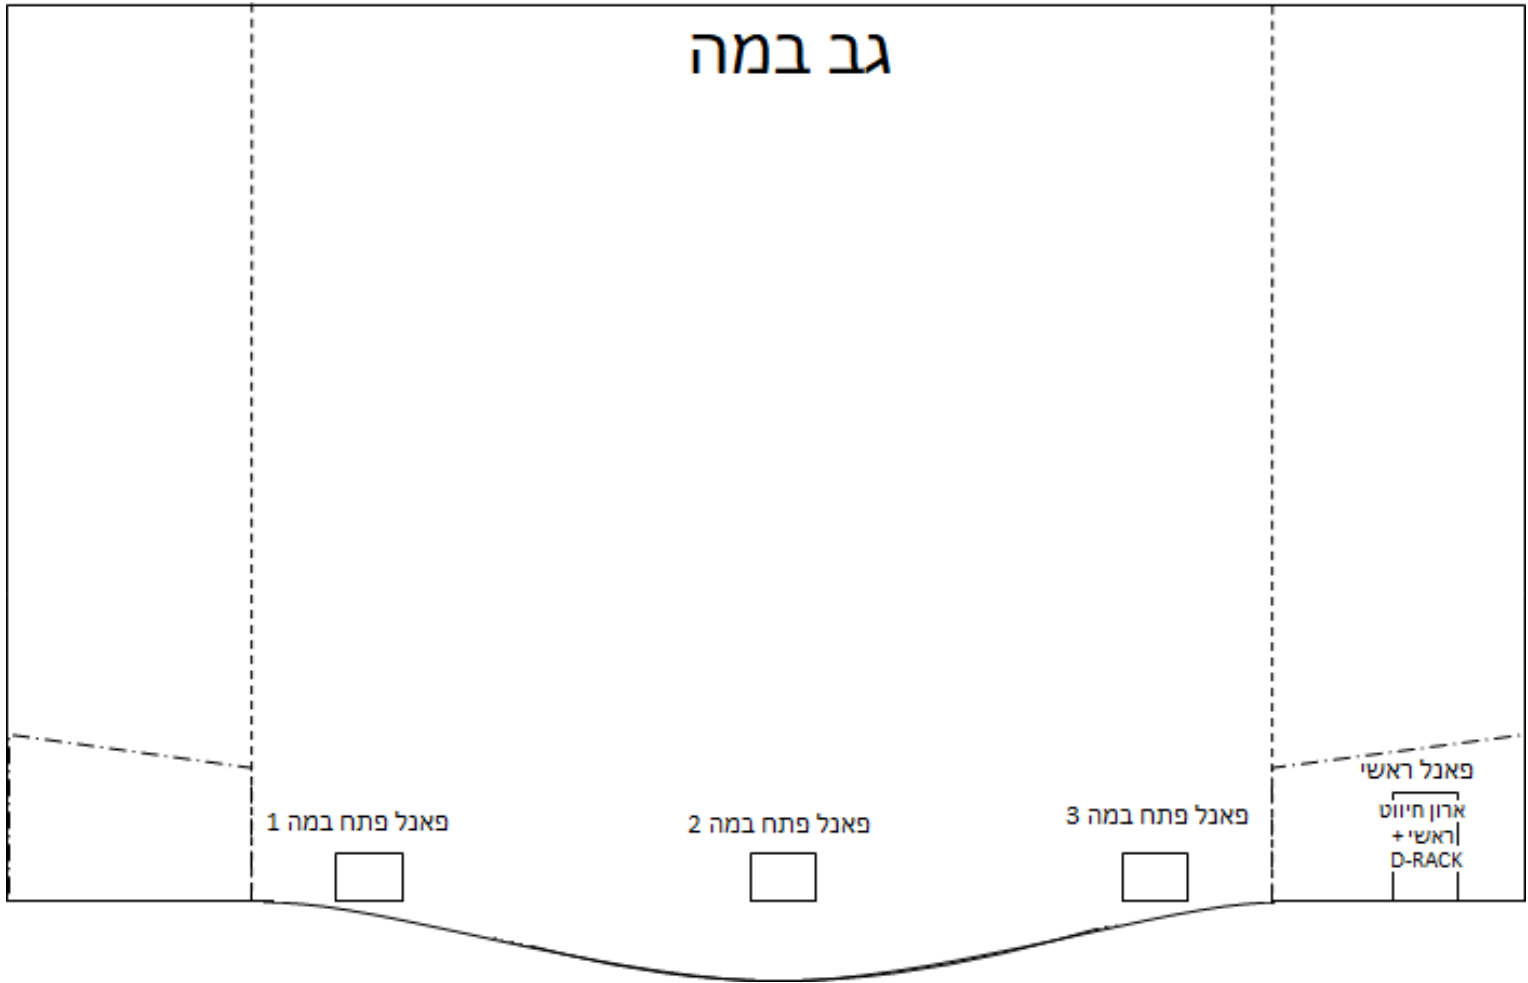 גב במה
פאנל ראשי
ארון חיווט
ראשי +
D-RACK
פאנל פתח במה 3
פאנל פתח במה 2
פאנל פתח במה 1